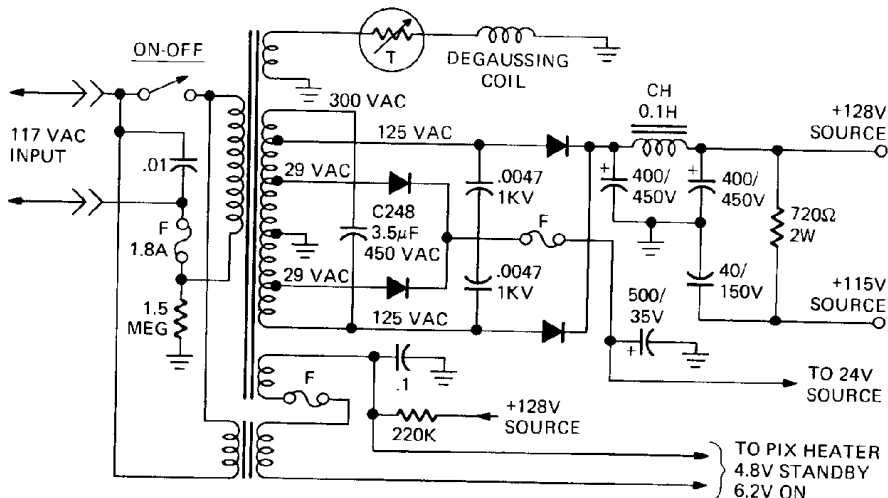 ON-OFF
117 VAC
INPUT
.01
F
1.8A
1.5
MEG
T
DEGAUSSING
COIL
300 VAC
125 VAC
29 VAC
C248
3.5µF
450 VAC
29 VAC
125 VAC
.0047
1KV
.0047
1KV
F
CH
0.1H
+
400/
450V
+
400/
450V
40/
150V
720Ω
2W
+128V
SOURCE
+115V
SOURCE
500/
35V
+
TO 24V
SOURCE
F
.1
220K
+128V
SOURCE
TO PIX HEATER
4.8V STANDBY
6.2V ON